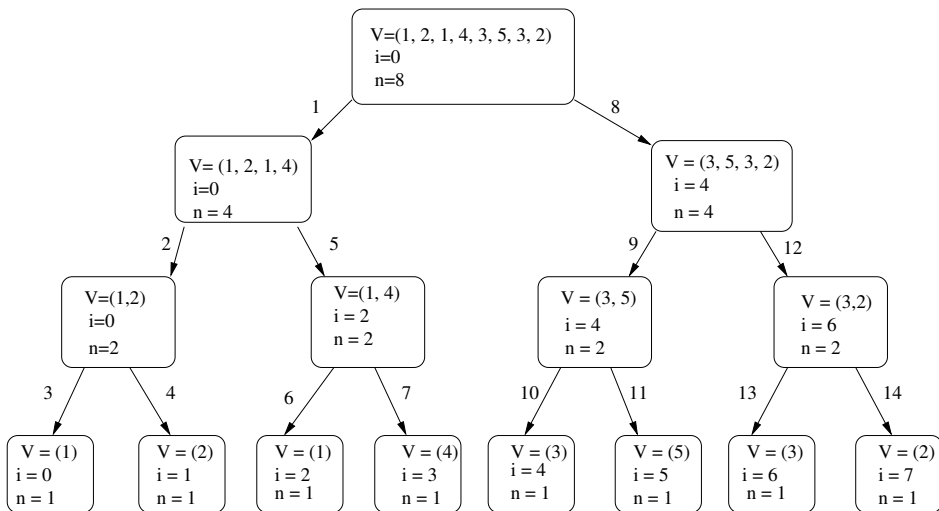 V=(1, 2, 1, 4, 3, 5, 3, 2)
i=0
n=8
1
8
V= (1, 2, 1, 4)
i=0
n = 4
V = (3, 5, 3, 2)
i = 4
n = 4
2
5
9
12
V=(1,2)
i=0
n=2
V=(1, 4)
i = 2
n = 2
V = (3, 5)
i = 4
n = 2
V = (3,2)
i = 6
n = 2
3
4
6
7
10
11
13
14
V = (1)
i = 0
n = 1
V = (2)
i = 1
n = 1
V = (1)
i = 2
n = 1
V = (4)
i = 3
n = 1
V = (3)
i = 4
n = 1
V = (5)
i = 5
n = 1
V = (3)
i = 6
n = 1
V = (2)
i = 7
n = 1